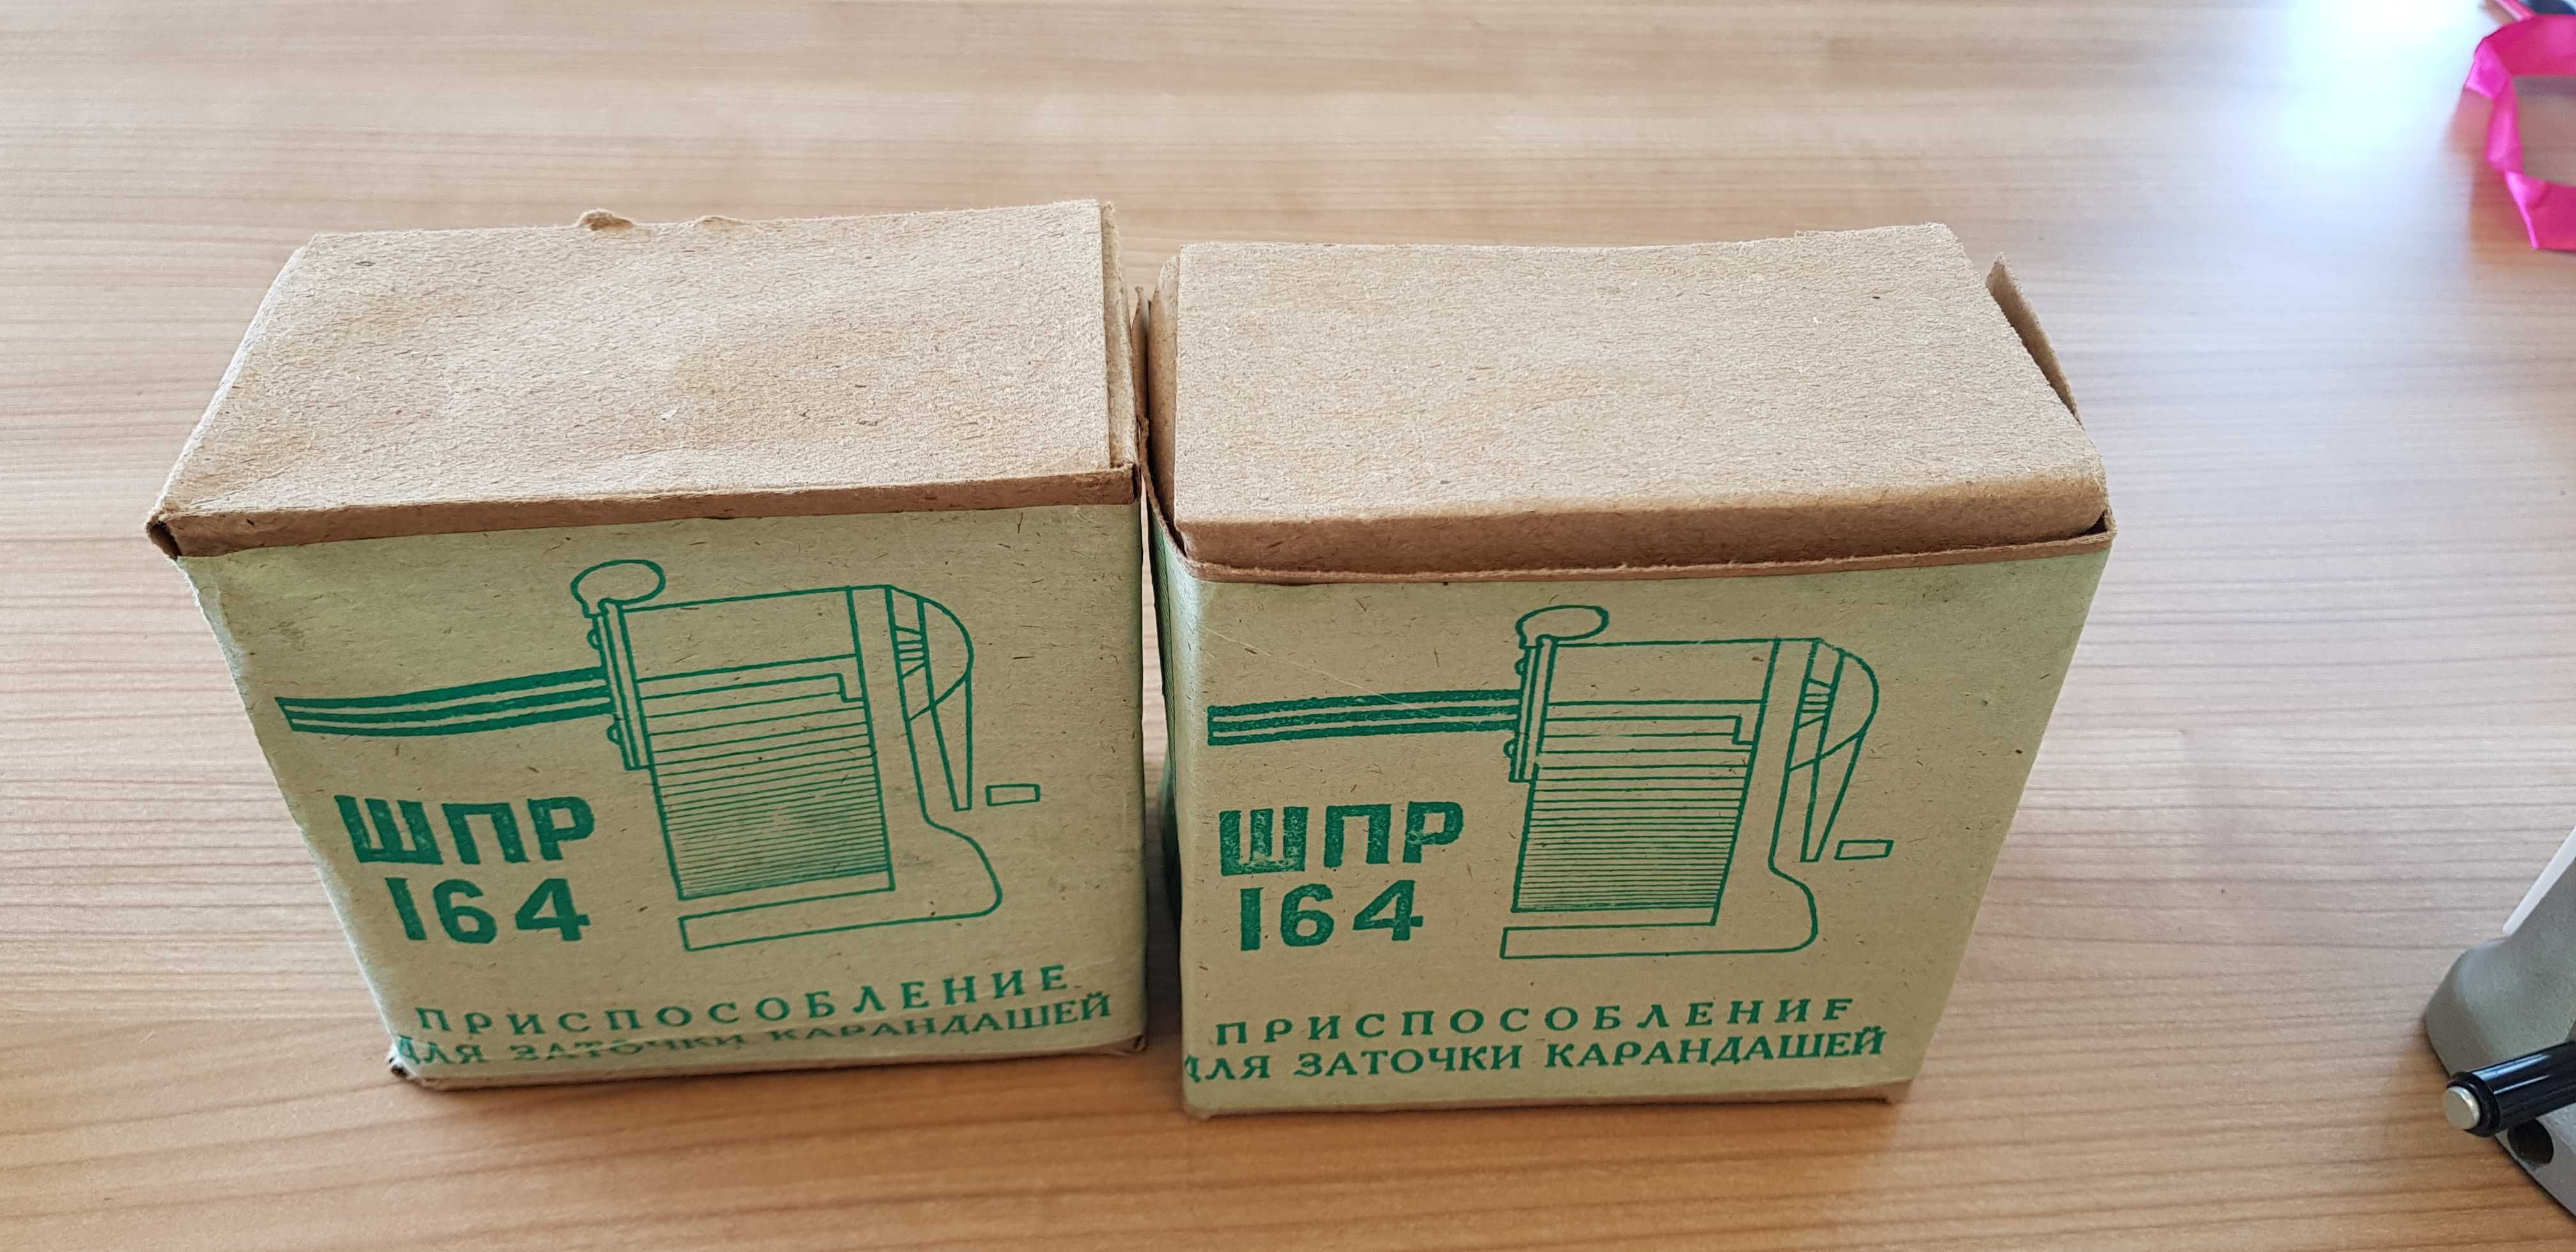 ШПР
164
ПРИСПОСОБЛЕНИЕ
ДЛЯ ЗАТОЧКИ КАРАНДАШЕЙ
ШПР
164
ПРИСПОСОБЛЕНИЕ
ДЛЯ ЗАТОЧКИ КАРАНДАШЕЙ